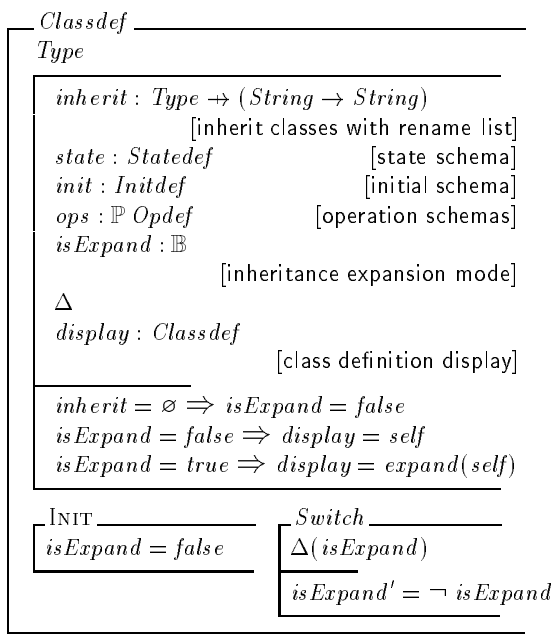 Classdef
Type
inherit : Type ⇸ (String → String)
[inherit classes with rename list]
state : Statedef [state schema]
init : Initdef [initial schema]
ops : ℙ Opdef [operation schemas]
isExpand : 𝔹
[inheritance expansion mode]
Δ
display : Classdef
[class definition display]
inherit = ∅ ⇒ isExpand = false
isExpand = false ⇒ display = self
isExpand = true ⇒ display = expand(self)
INIT
isExpand = false
Switch
Δ(isExpand)
isExpand′ = ¬ isExpand